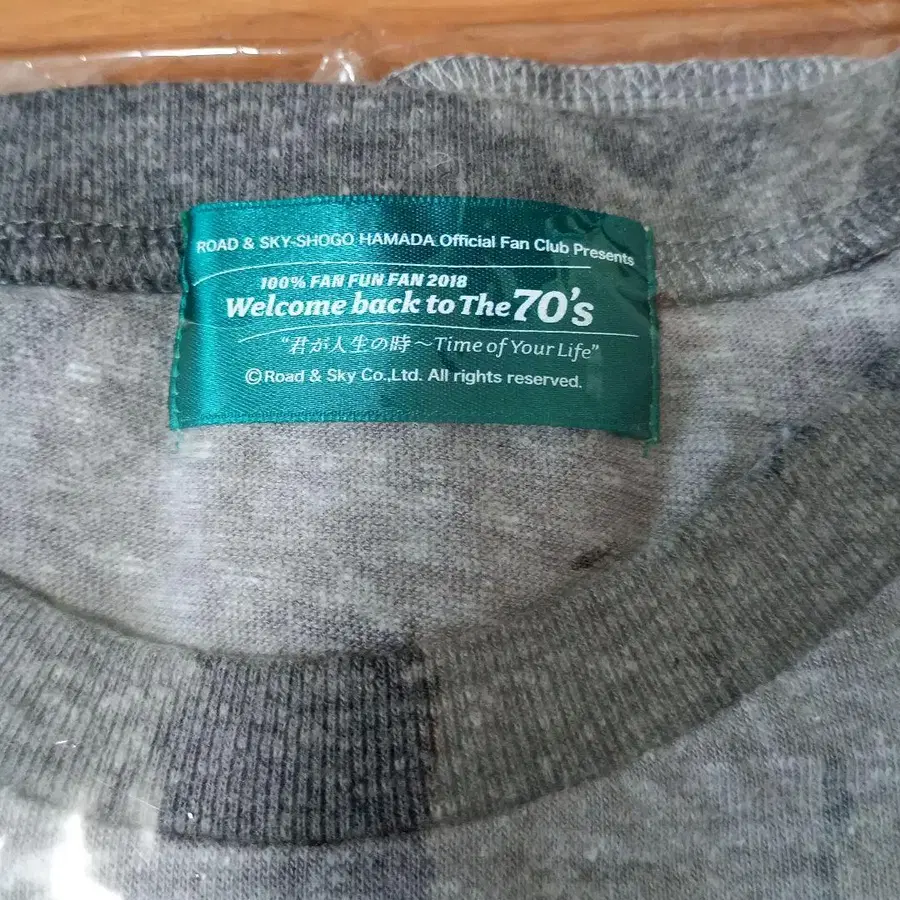 ROAD & SKY-SHOGO HAMADA Official Fan Club Presents
100% FAN FUN FAN 2018
Welcome back to The 70's
“君が人生の時～Time of Your Life”
©Road & Sky Co.,Ltd. All rights reserved.